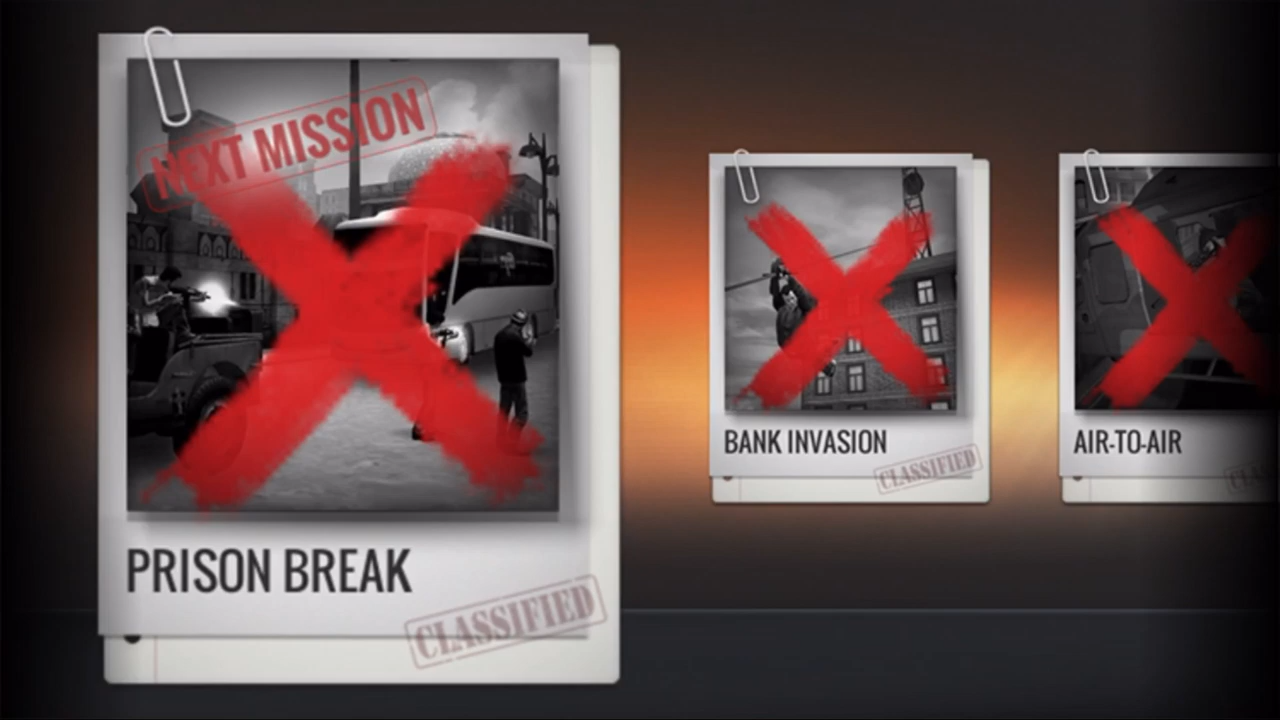 NEXT MISSION
PRISON BREAK
CLASSIFIED
BANK INVASION
CLASSIFIED
AIR-TO-AIR